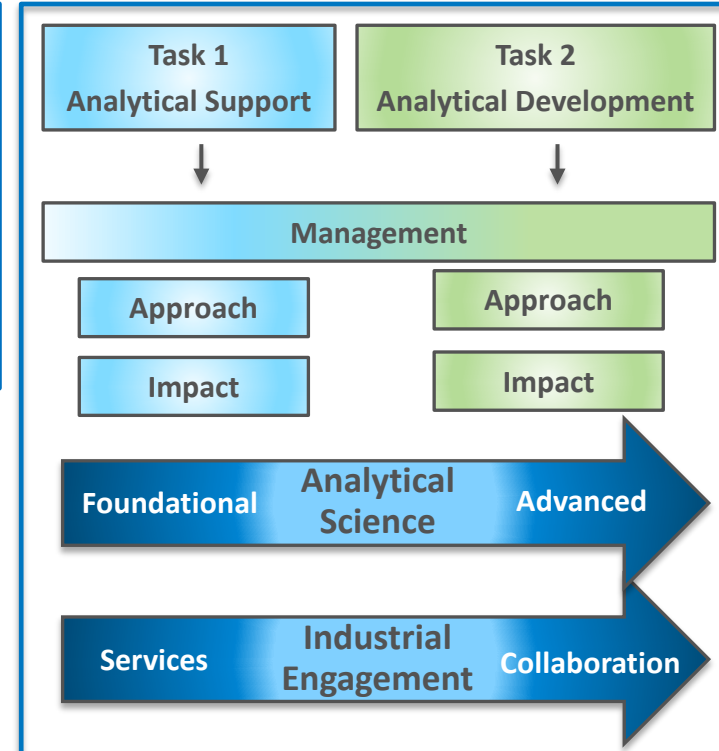 Task 1
Analytical Support
Task 2
Analytical Development
Management
Approach
Approach
Impact
Impact
Foundational
Analytical
Science
Advanced
Services
Industrial
Engagement
Collaboration